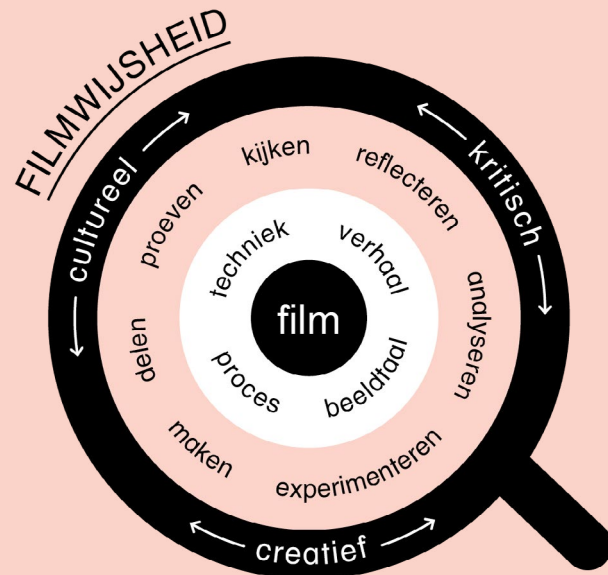 FILMWIJSHEID
cultureel
kritisch
creatief
proeven
kijken
reflecteren
analyseren
experimenteren
maken
delen
techniek
verhaal
beeldtaal
proces
film